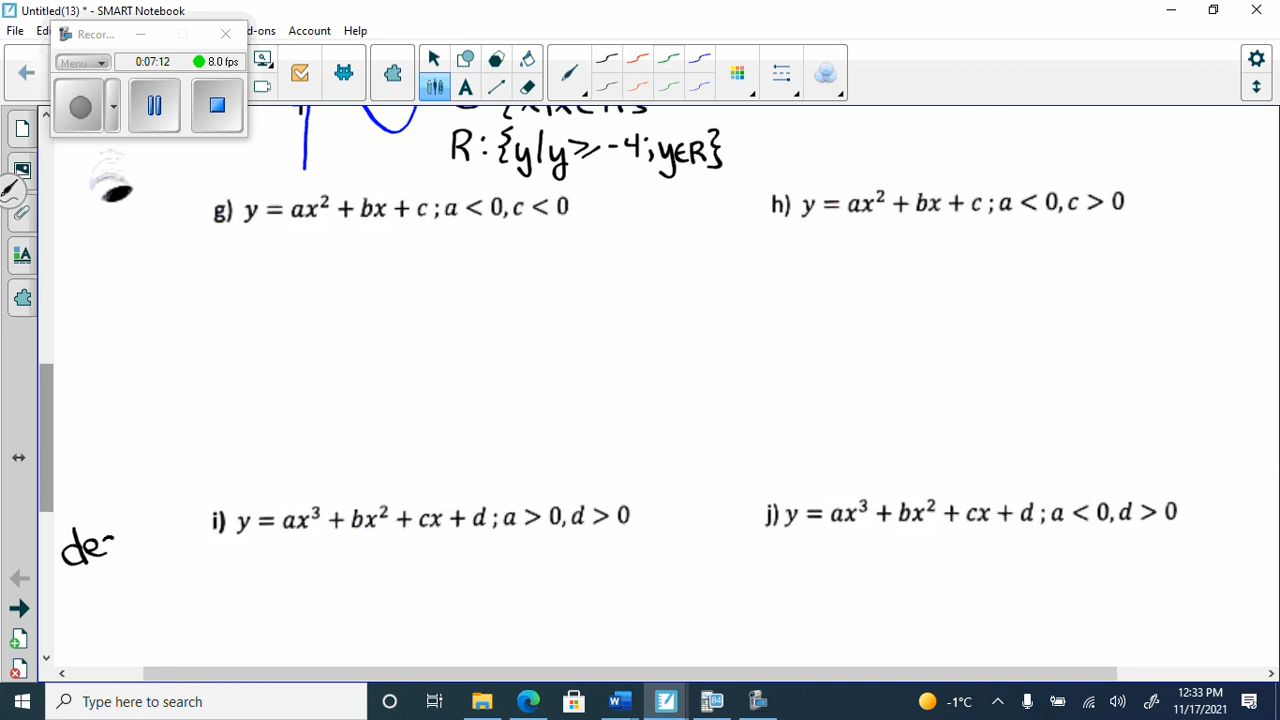 Untitled(13) * - SMART Notebook
File
Account Help
Recor...
Menu
0:07:12
8.0 fps
R: {y|y ≥ -4; y∈R}
g) y = ax² + bx + c ; a < 0, c < 0
h) y = ax² + bx + c ; a < 0, c > 0
i) y = ax³ + bx² + cx + d ; a > 0, d > 0
j) y = ax³ + bx² + cx + d ; a < 0, d > 0
Type here to search
-1°C
12:33 PM
11/17/2021